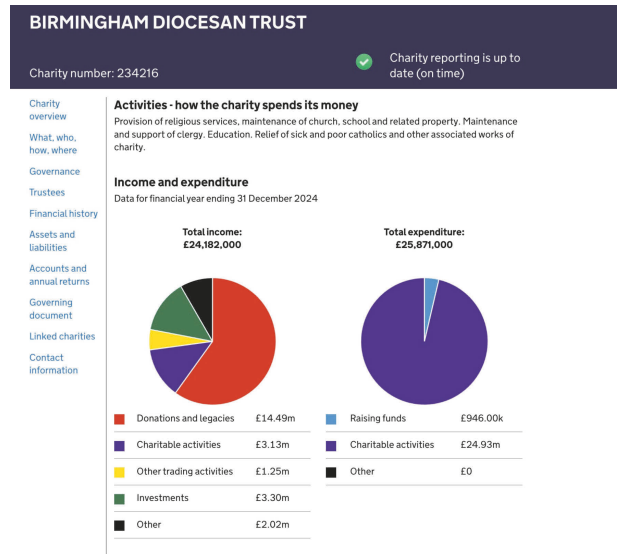 BIRMINGHAM DIOCESAN TRUST
Charity number: 234216
Charity reporting is up to
date (on time)
Charity
overview
What, who,
how, where
Governance
Trustees
Financial history
Assets and
liabilities
Accounts and
annual returns
Governing
document
Linked charities
Contact
information
Activities - how the charity spends its money
Provision of religious services, maintenance of church, school and related property. Maintenance
and support of clergy. Education. Relief of sick and poor catholics and other associated works of
charity.
Income and expenditure
Data for financial year ending 31 December 2024
Total income:
£24,182,000
Donations and legacies £14.49m
Charitable activities £3.13m
Other trading activities £1.25m
Investments £3.30m
Other £2.02m
Total expenditure:
£25,871,000
Raising funds £946.00k
Charitable activities £24.93m
Other £0